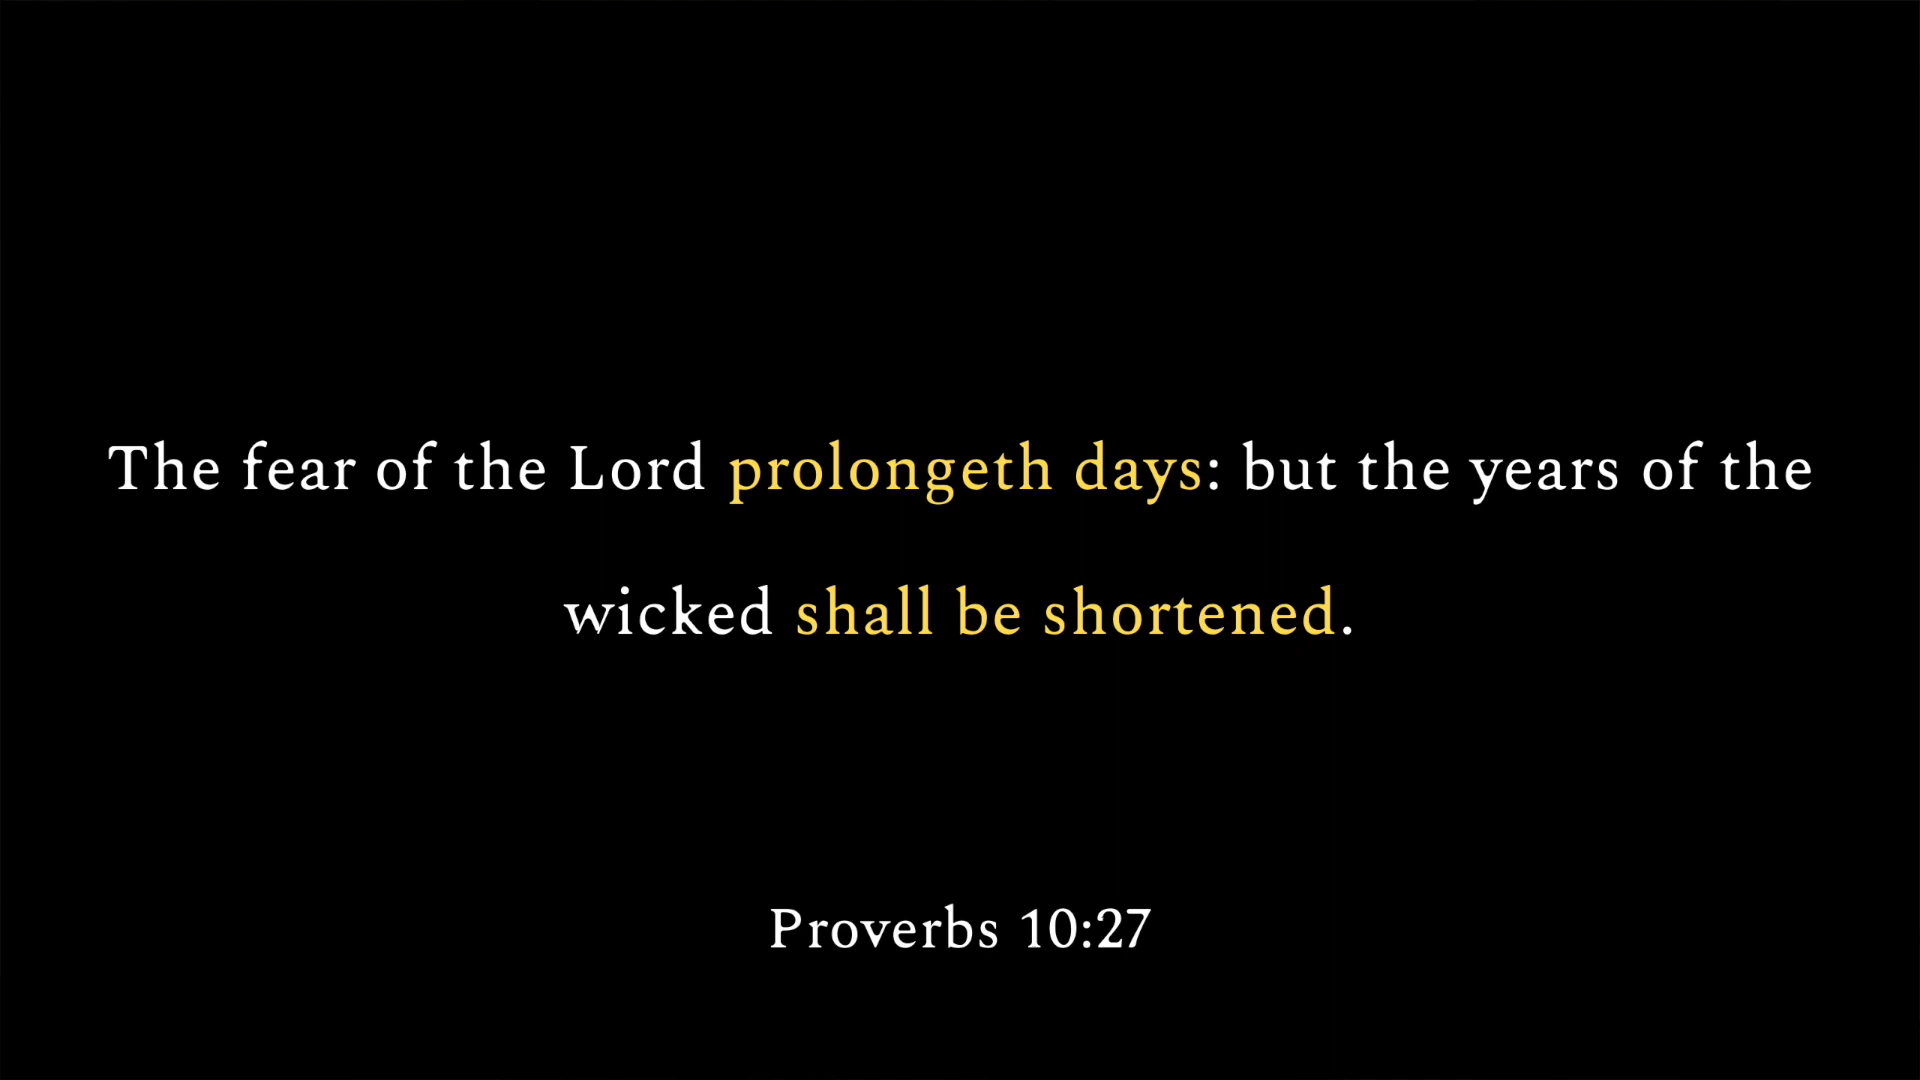 The fear of the Lord prolongeth days: but the years of the
wicked shall be shortened.
Proverbs 10:27